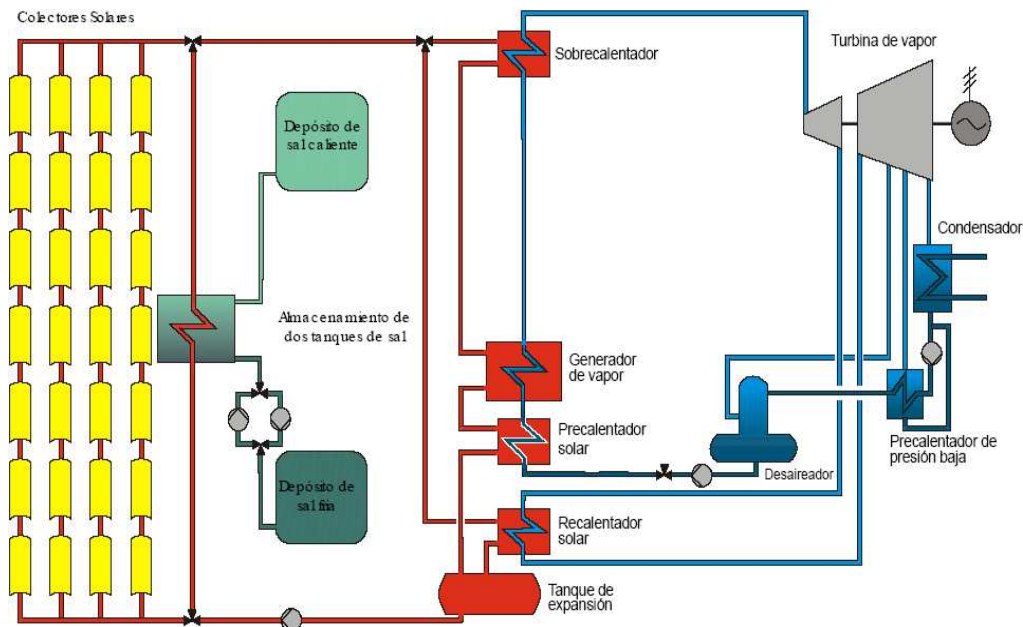 Colectores Solares
Sobrecalentador
Turbina de vapor
Depósito de
sal caliente
Condensador
Almacenamiento de
dos tanques de sal
Generador
de vapor
Precalentador
solar
Desaireador
Precalentador de
presión baja
Depósito de
sal fría
Recalentador
solar
Tanque de
expansión